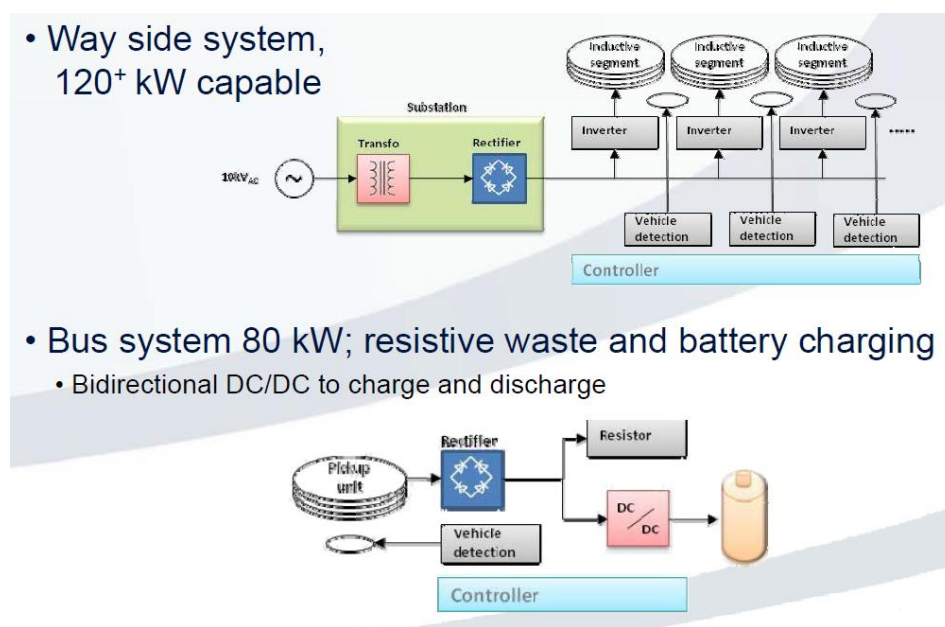 • Way side system,
120⁺ kW capable
Inductive segment
Inductive segment
Inductive segment
Substation
Transfo
Rectifier
Inverter
Inverter
Inverter
.....
10kVAC
Vehicle detection
Vehicle detection
Vehicle detection
Controller
• Bus system 80 kW; resistive waste and battery charging
• Bidirectional DC/DC to charge and discharge
Pickup unit
Rectifier
Resistor
DC/DC
Vehicle detection
Controller